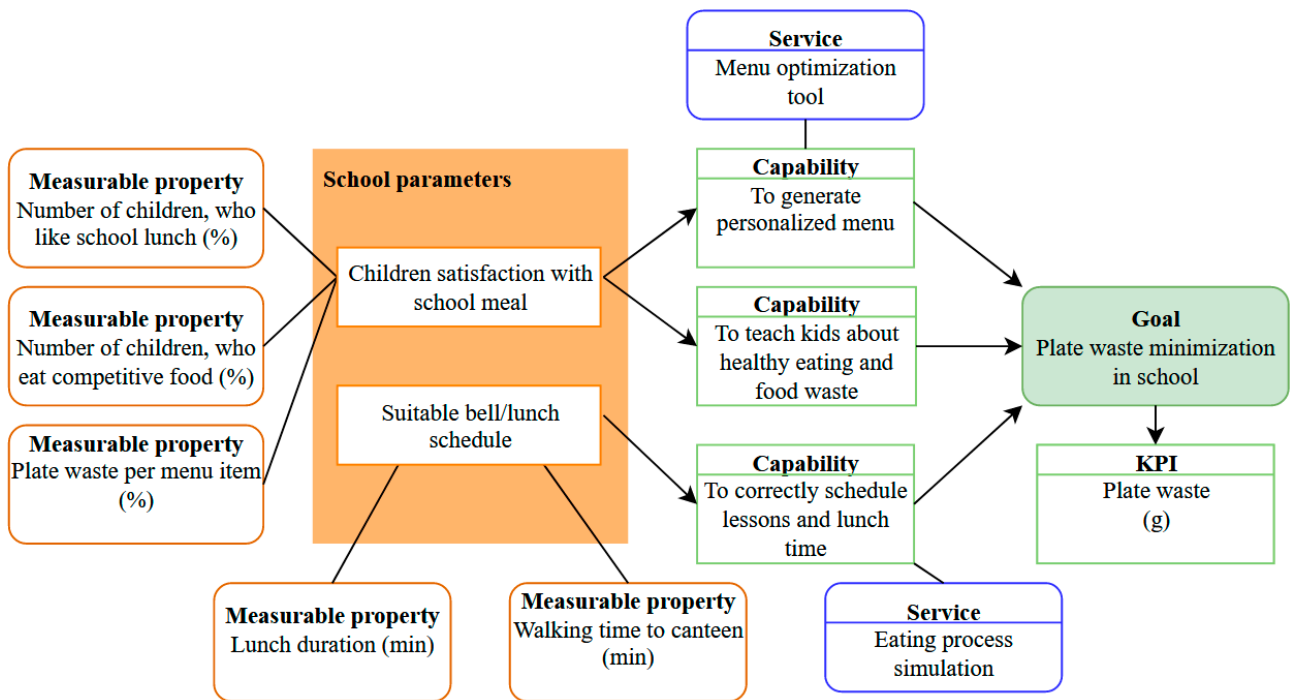 Service
Menu optimization
tool
Measurable property
Number of children, who
like school lunch (%)
Measurable property
Number of children, who
eat competitive food (%)
Measurable property
Plate waste per menu item
(%)
School parameters
Children satisfaction with
school meal
Suitable bell/lunch
schedule
Capability
To generate
personalized menu
Capability
To teach kids about
healthy eating and
food waste
Capability
To correctly schedule
lessons and lunch
time
Goal
Plate waste minimization
in school
KPI
Plate waste
(g)
Measurable property
Lunch duration (min)
Measurable property
Walking time to canteen
(min)
Service
Eating process
simulation